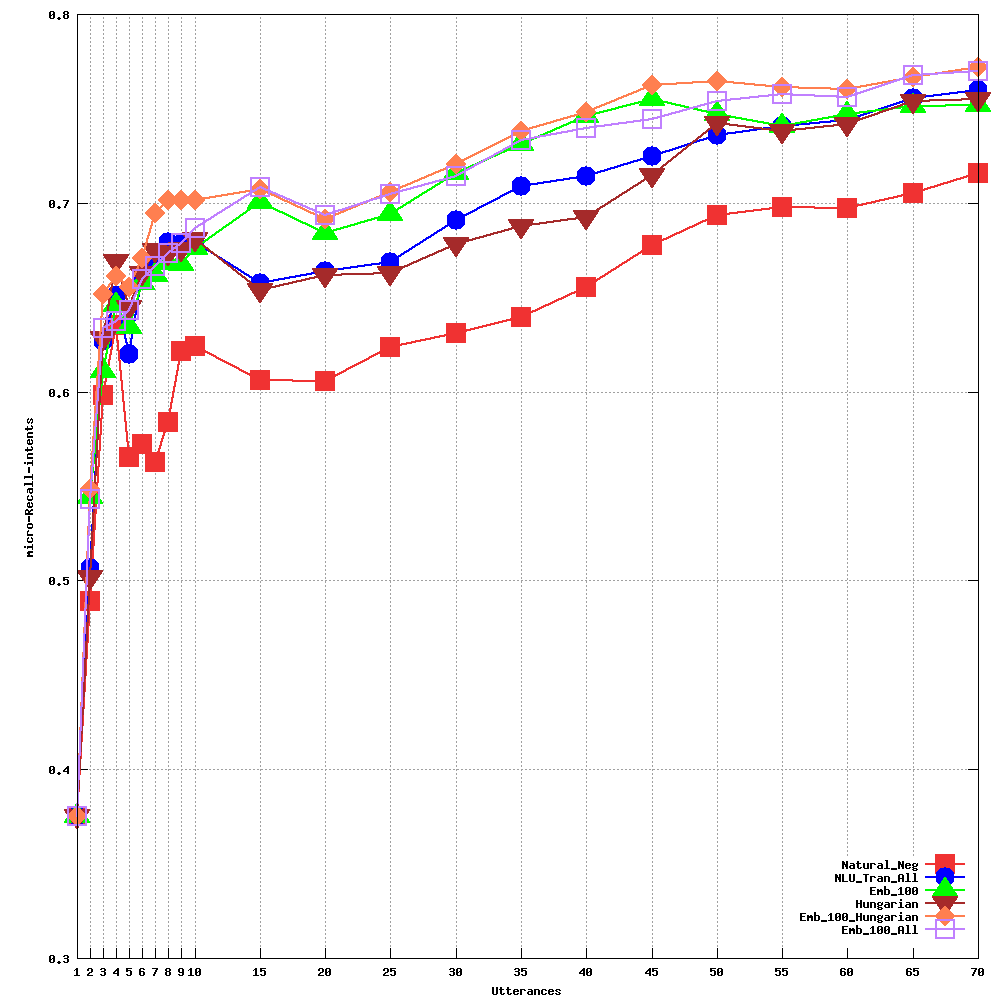 0.8
0.7
0.6
0.5
0.4
0.3
micro-Recall-intents
Natural_Neg
NLU_Tran_All
Emb_100
Hungarian
Emb_100_Hungarian
Emb_100_All
1 2 3 4 5 6 7 8 9 10 15 20 25 30 35 40 45 50 55 60 65 70
Utterances